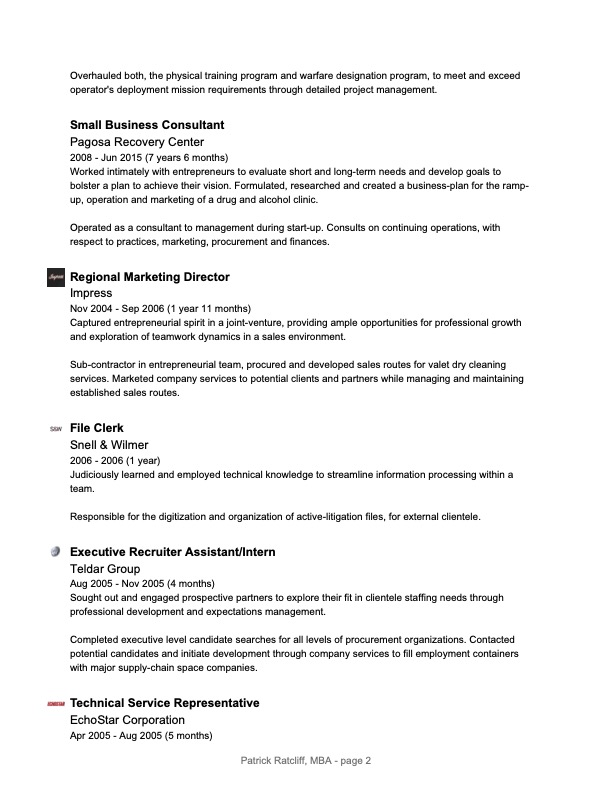 Overhauled both, the physical training program and warfare designation program, to meet and exceed
operator's deployment mission requirements through detailed project management.
Small Business Consultant
Pagosa Recovery Center
2008 - Jun 2015 (7 years 6 months)
Worked intimately with entrepreneurs to evaluate short and long-term needs and develop goals to
bolster a plan to achieve their vision. Formulated, researched and created a business-plan for the ramp-
up, operation and marketing of a drug and alcohol clinic.
Operated as a consultant to management during start-up. Consults on continuing operations, with
respect to practices, marketing, procurement and finances.
Regional Marketing Director
Impress
Nov 2004 - Sep 2006 (1 year 11 months)
Captured entrepreneurial spirit in a joint-venture, providing ample opportunities for professional growth
and exploration of teamwork dynamics in a sales environment.
Sub-contractor in entrepreneurial team, procured and developed sales routes for valet dry cleaning
services. Marketed company services to potential clients and partners while managing and maintaining
established sales routes.
File Clerk
Snell & Wilmer
2006 - 2006 (1 year)
Judiciously learned and employed technical knowledge to streamline information processing within a
team.
Responsible for the digitization and organization of active-litigation files, for external clientele.
Executive Recruiter Assistant/Intern
Teldar Group
Aug 2005 - Nov 2005 (4 months)
Sought out and engaged prospective partners to explore their fit in clientele staffing needs through
professional development and expectations management.
Completed executive level candidate searches for all levels of procurement organizations. Contacted
potential candidates and initiate development through company services to fill employment containers
with major supply-chain space companies.
Technical Service Representative
EchoStar Corporation
Apr 2005 - Aug 2005 (5 months)
Patrick Ratcliff, MBA - page 2